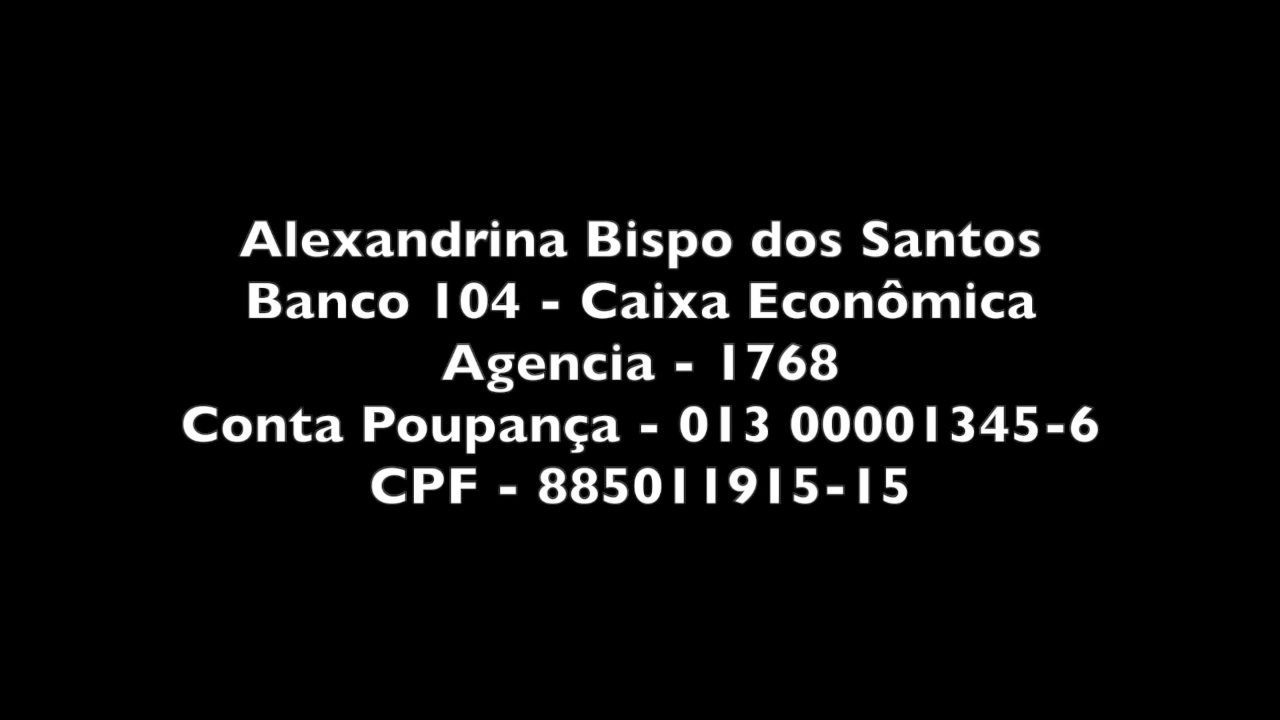 Alexandrina Bispo dos Santos
Banco 104 - Caixa Econômica
Agencia - 1768
Conta Poupança - 013 00001345-6
CPF - 885011915-15